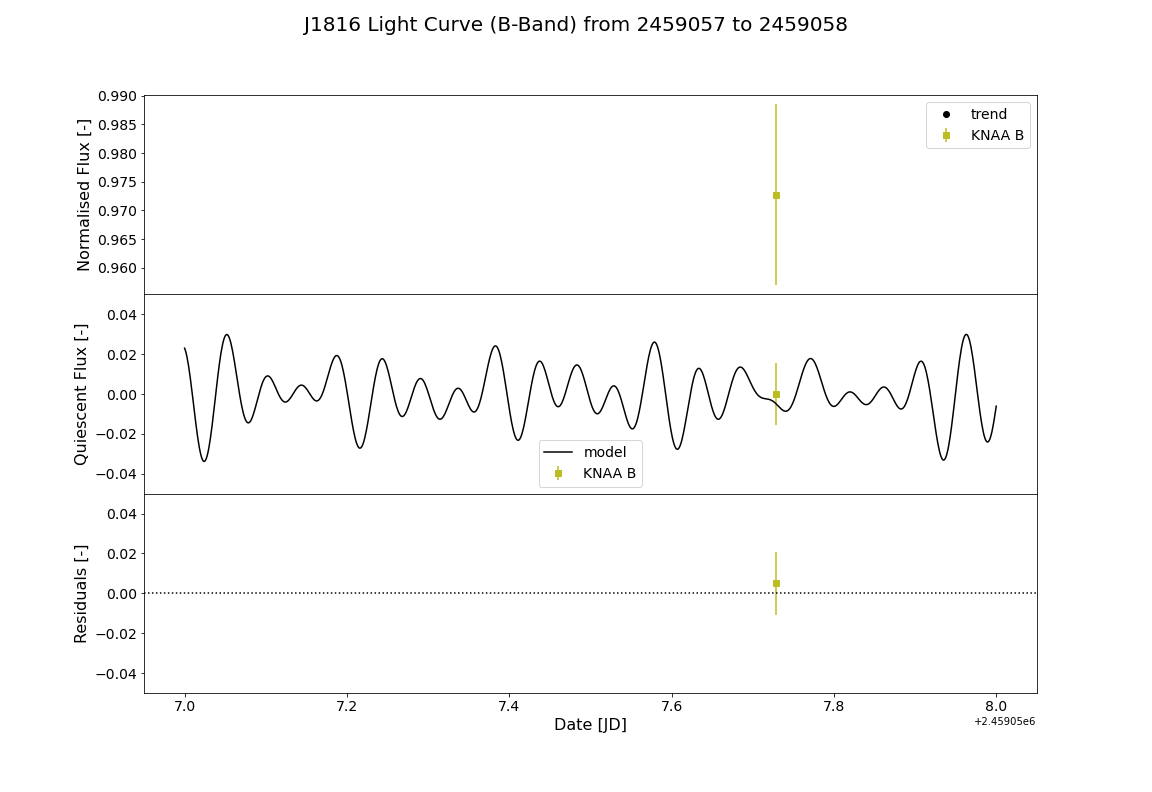 J1816 Light Curve (B-Band) from 2459057 to 2459058
0.990
0.985
0.980
0.975
0.970
0.965
0.960
Normalised Flux [-]
trend
KNAA B
0.04
0.02
0.00
−0.02
−0.04
Quiescent Flux [-]
model
KNAA B
0.04
0.02
0.00
−0.02
−0.04
Residuals [-]
7.0 7.2 7.4 7.6 7.8 8.0
+2.45905e6
Date [JD]